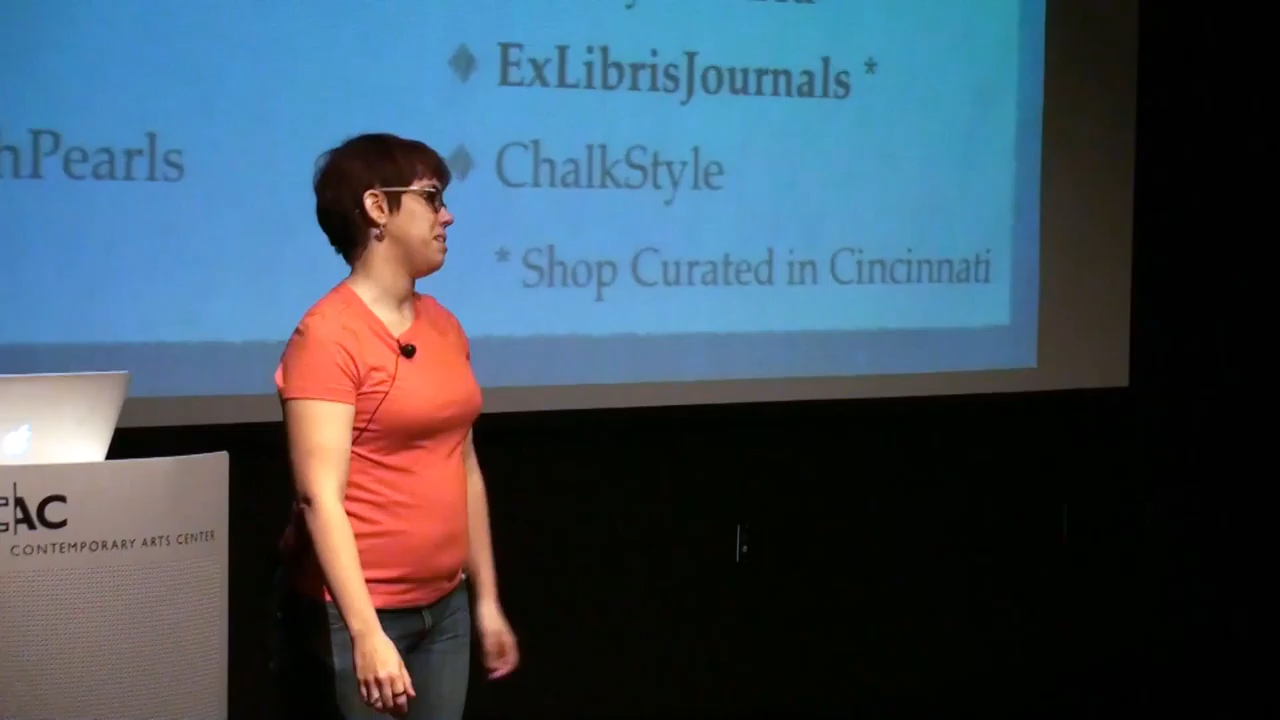 ExLibrisJournals *
hPearls
ChalkStyle
* Shop Curated in Cincinnati
CAC
CONTEMPORARY ARTS CENTER